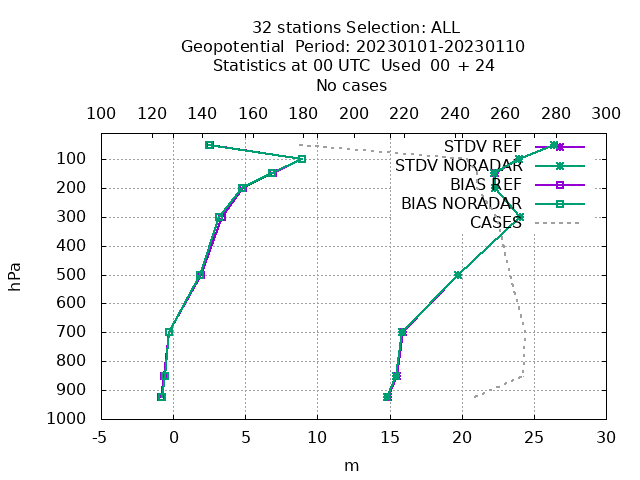 32 stations Selection: ALL
Geopotential  Period: 20230101-20230110
Statistics at 00 UTC  Used  00 + 24
No cases
100 120 140 160 180 200 220 240 260 280 300
STDV REF
STDV NORADAR
BIAS REF
BIAS NORADAR
CASES
100
200
300
400
500
600
700
800
900
1000
hPa
-5 0 5 10 15 20 25 30
m